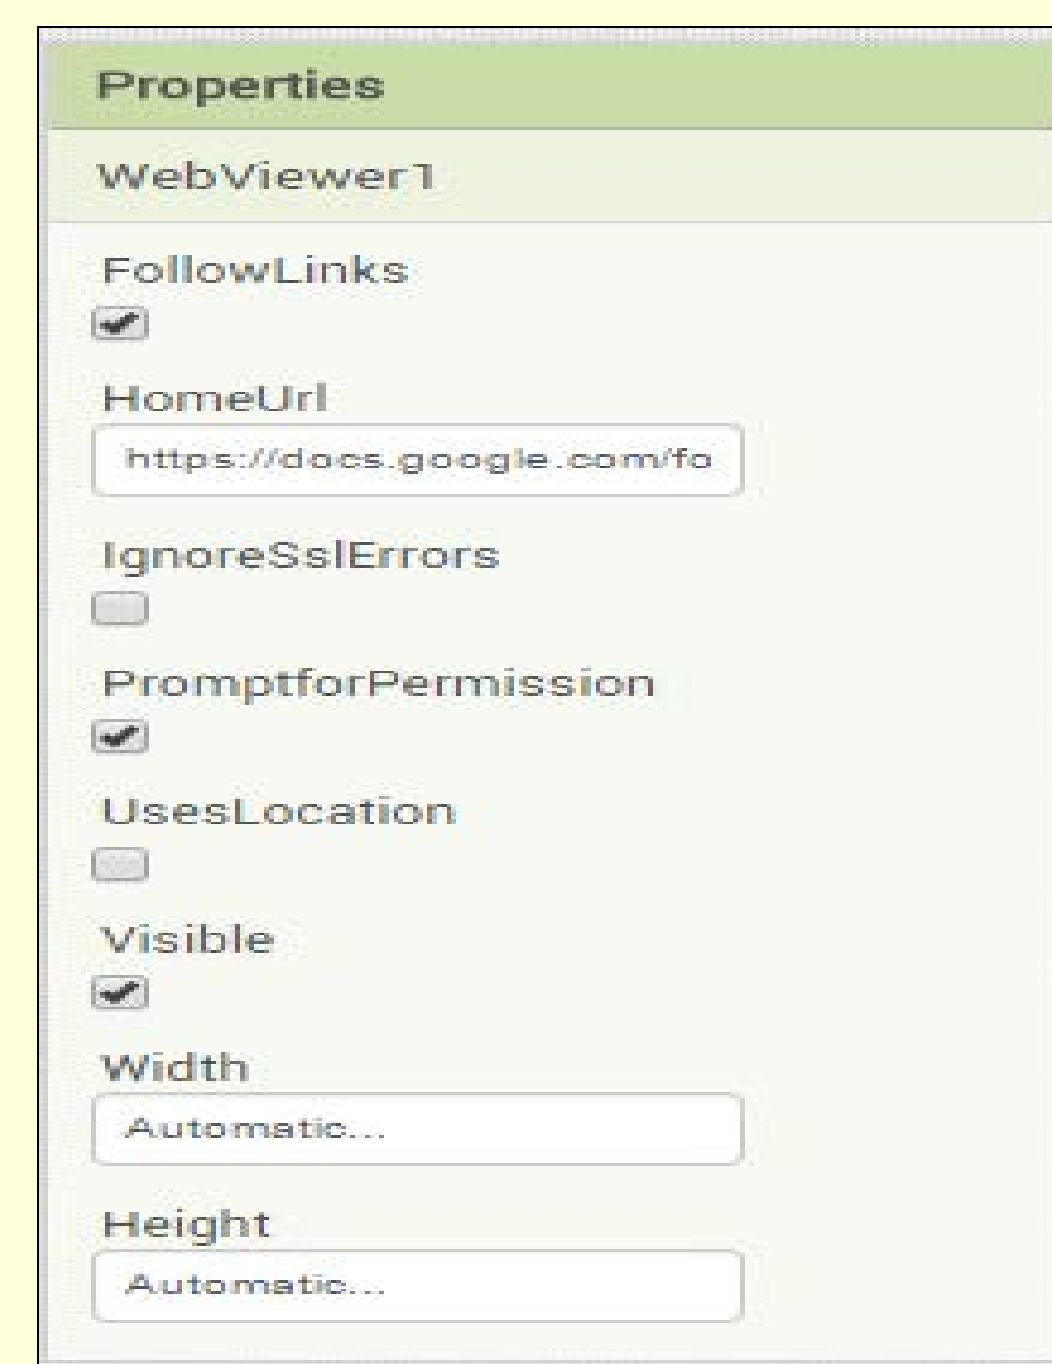 Properties
WebViewer1
FollowLinks
HomeUrl
https://docs.google.com/fo
IgnoreSslErrors
PromptforPermission
UsesLocation
Visible
Width
Automatic...
Height
Automatic...